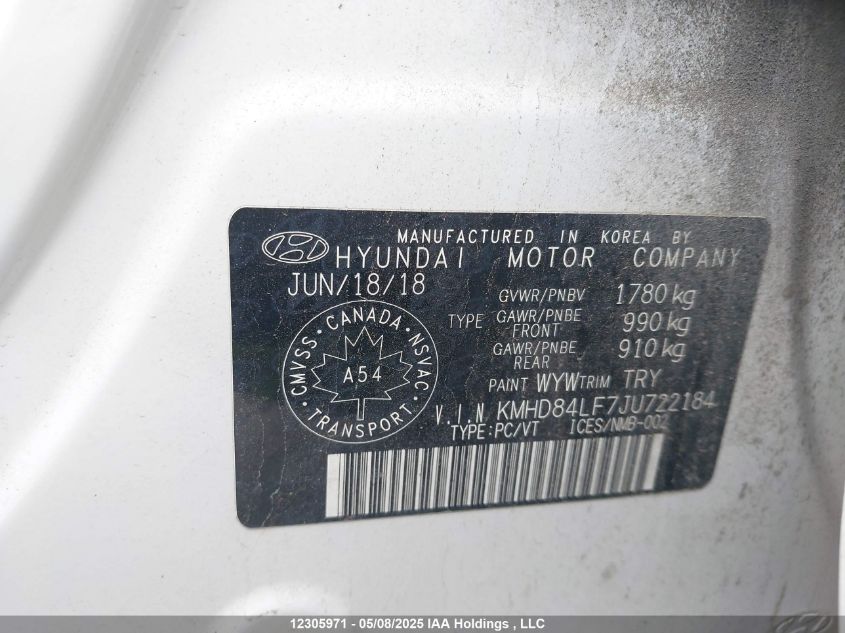 MANUFACTURED IN KOREA BY
HYUNDAI MOTOR COMPANY
JUN/18/18
GVWR/PNBV 1780 kg
TYPE GAWR/PNBE FRONT 990 kg
GAWR/PNBE REAR 910 kg
PAINT WYW TRIM TRY
CMVSS · CANADA · NSVAC · TRANSPORT ·
A54
V.I.N KMHD84LF7JU722184
TYPE:PC/VT ICES/NMB-002
12305971 - 05/08/2025 IAA Holdings , LLC